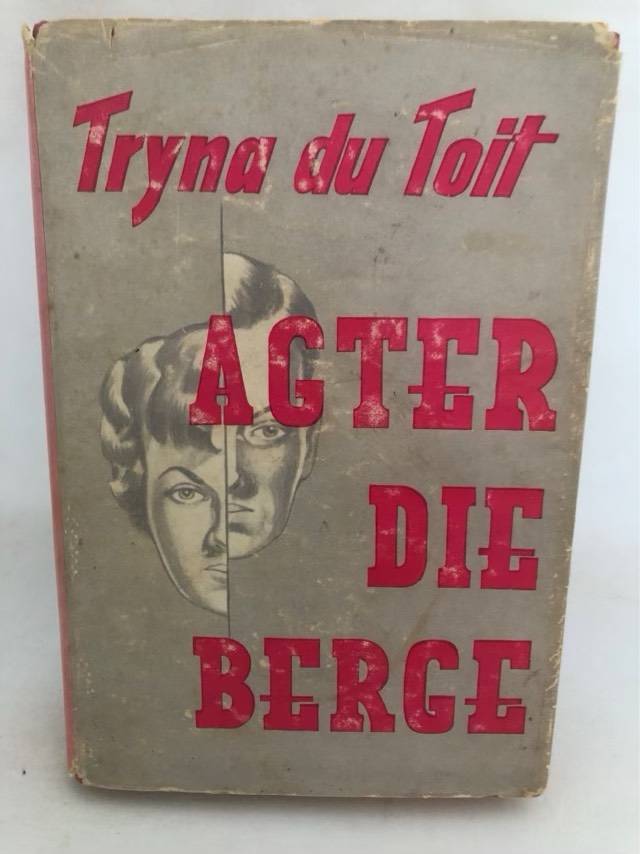 Tryna du Toit
AGTER
DIE
BERGE